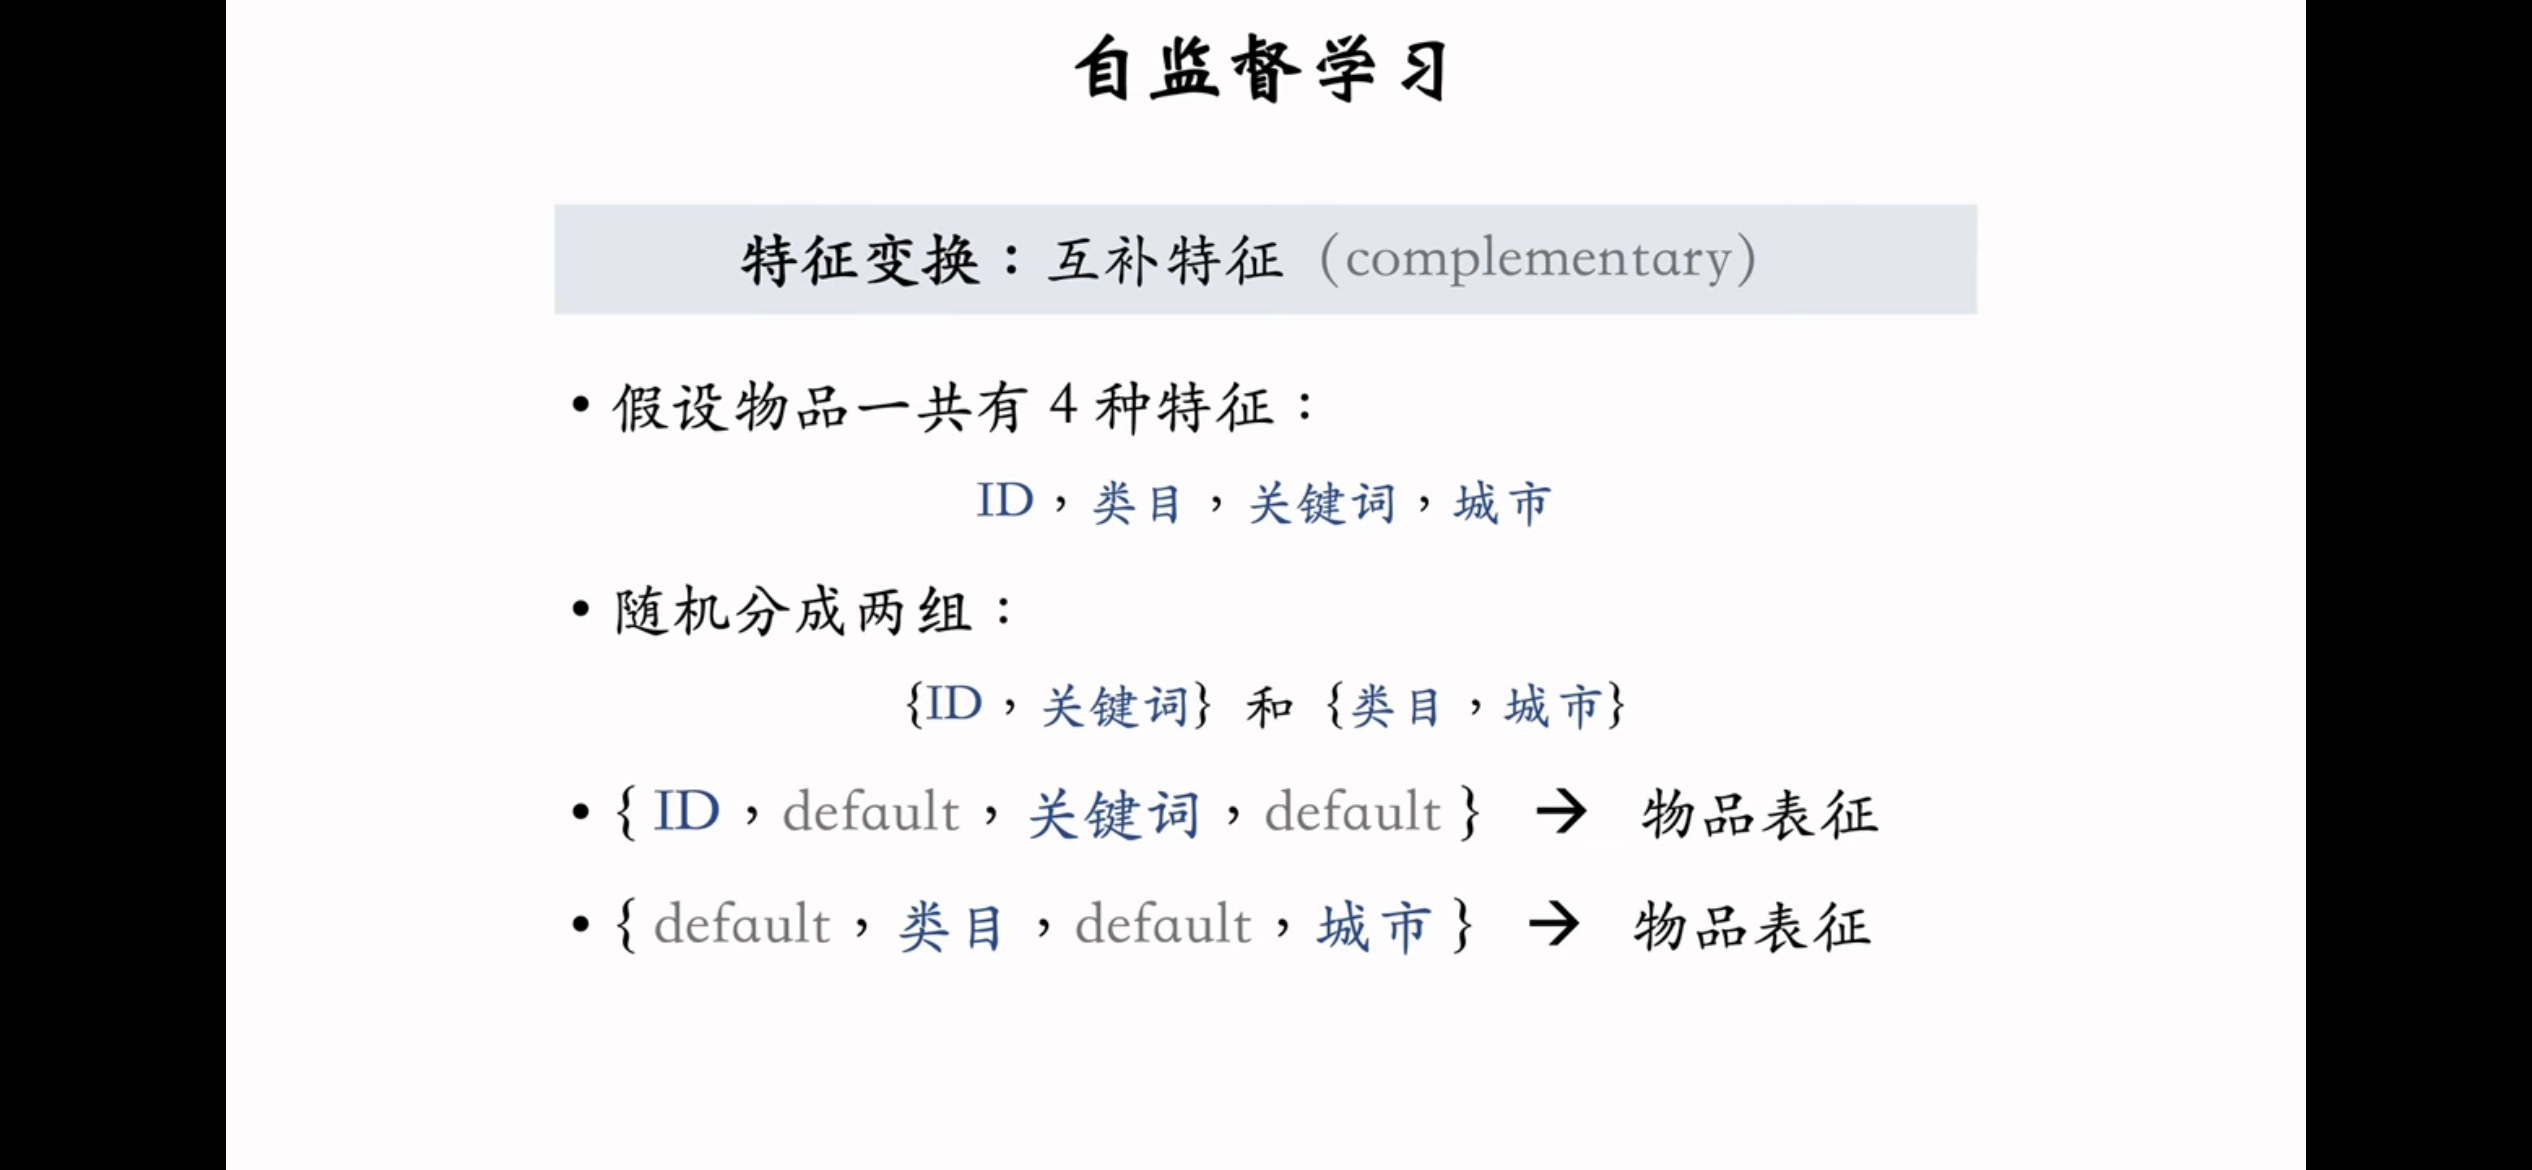 自监督学习
特征变换：互补特征（complementary）
• 假设物品一共有 4 种特征：
ID，类目，关键词，城市
• 随机分成两组：
{ID，关键词} 和 {类目，城市}
• { ID，default，关键词，default } → 物品表征
• { default，类目，default，城市 } → 物品表征